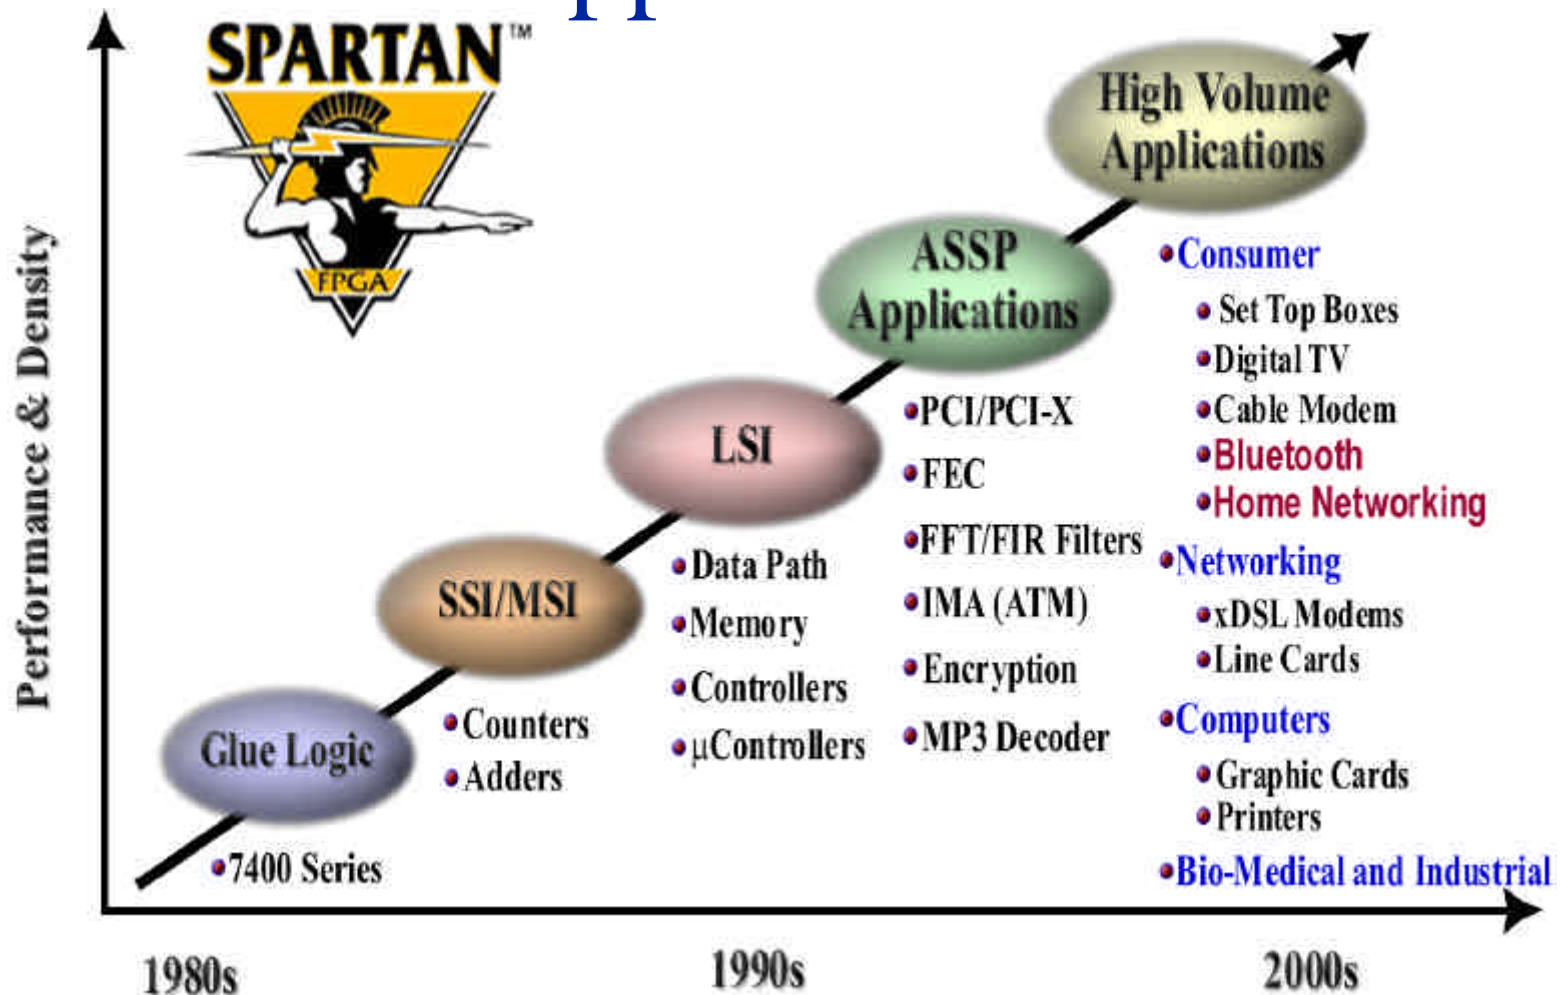 SPARTAN™
FPGA
Performance & Density
High Volume
Applications
ASSP
Applications
LSI
SSI/MSI
Glue Logic
•7400 Series
•Counters
•Adders
•Data Path
•Memory
•Controllers
•µControllers
•PCI/PCI-X
•FEC
•FFT/FIR Filters
•IMA (ATM)
•Encryption
•MP3 Decoder
•Consumer
•Set Top Boxes
•Digital TV
•Cable Modem
•Bluetooth
•Home Networking
•Networking
•xDSL Modems
•Line Cards
•Computers
•Graphic Cards
•Printers
•Bio-Medical and Industrial
1980s
1990s
2000s